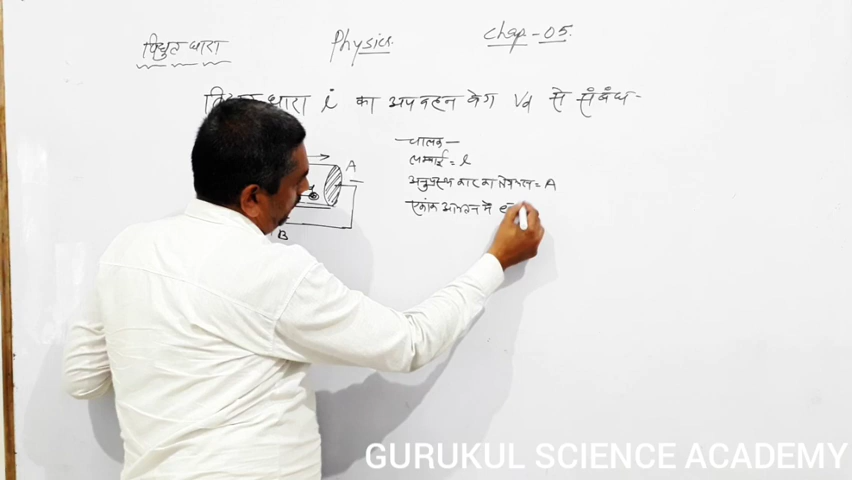 विद्युत धारा Physics. Chap-05.
धारा i का अपवहन वेग Vd से संबंध-
चालक-
लम्बाई = l
A
अनुप्रस्थ काट का क्षेत्रफल = A
एकांक आयतन में e
B
GURUKUL SCIENCE ACADEMY